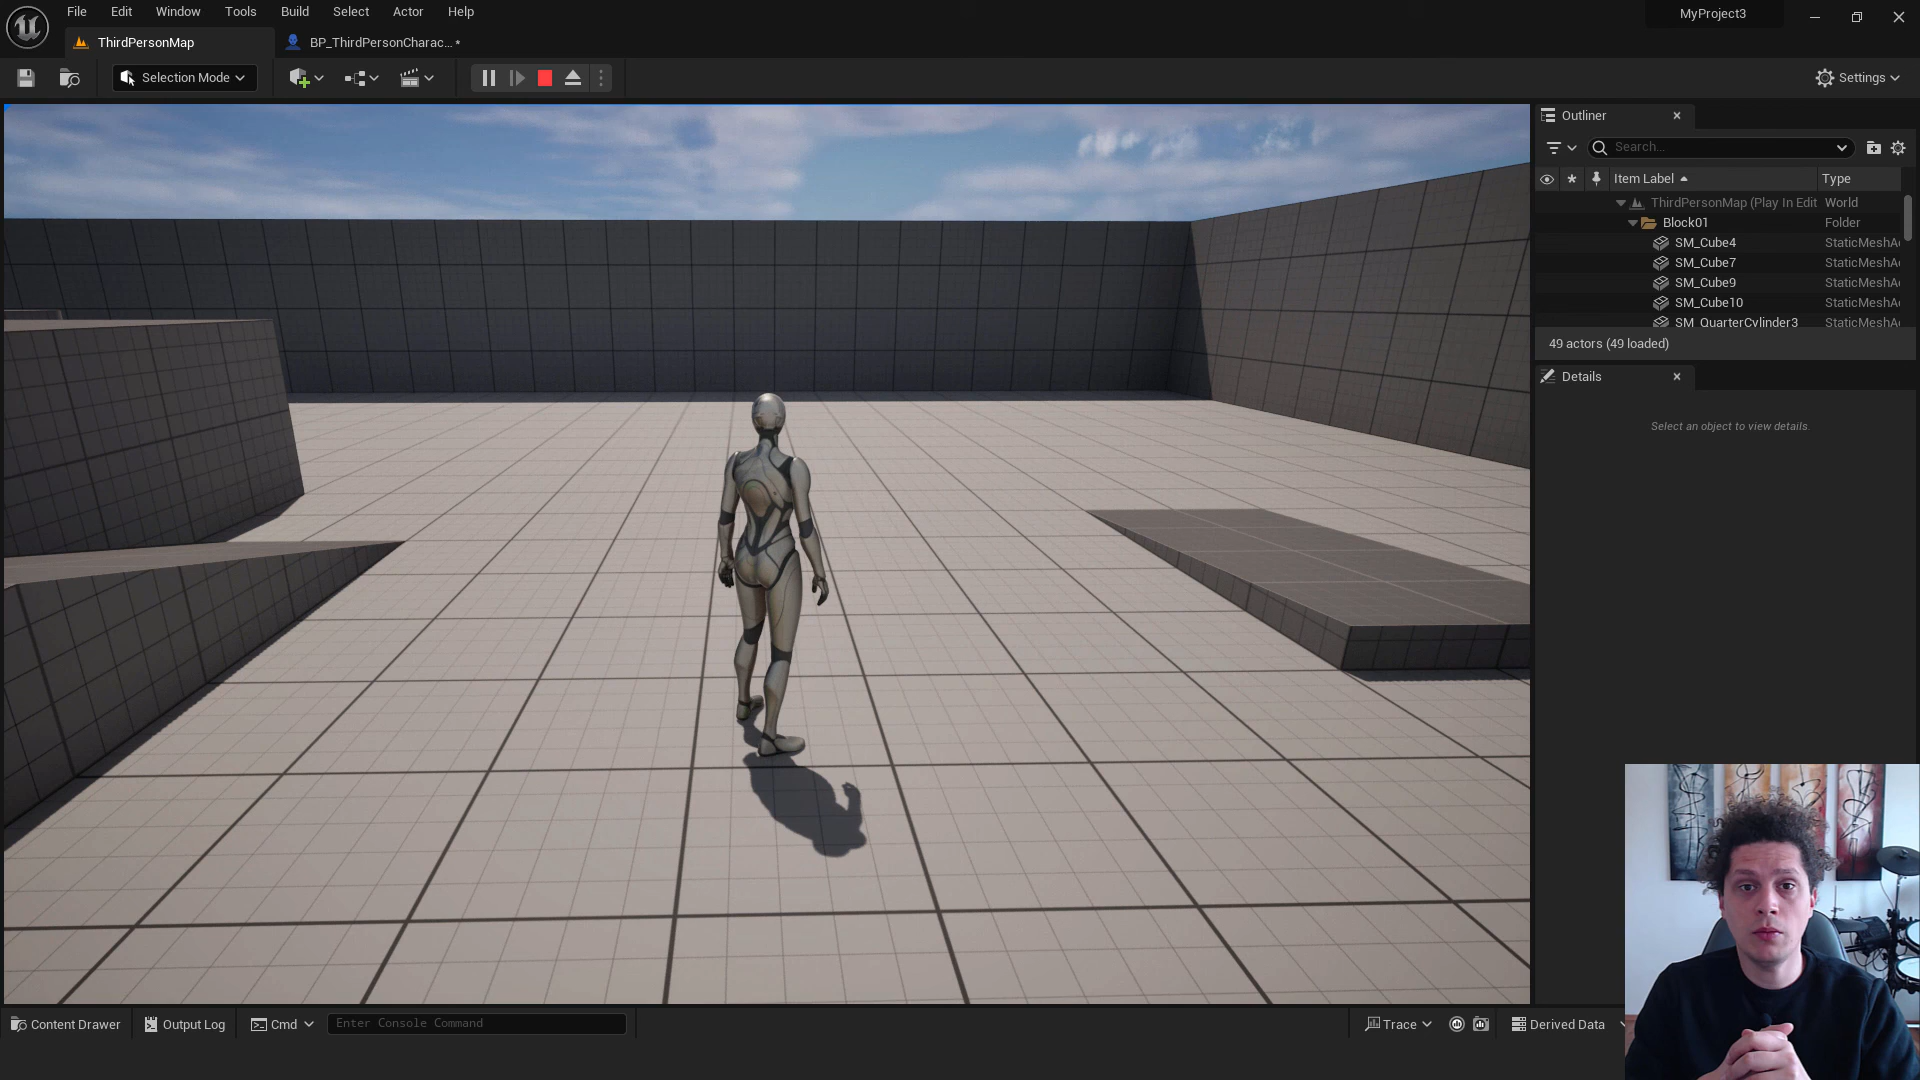 File Edit Window Tools Build Select Actor Help
MyProject3
ThirdPersonMap
BP_ThirdPersonCharac... *
Selection Mode
Settings
Outliner
Search...
Item Label Type
ThirdPersonMap (Play In Edit World
Block01 Folder
SM_Cube4 StaticMeshA
SM_Cube7 StaticMeshA
SM_Cube9 StaticMeshA
SM_Cube10 StaticMeshA
SM_QuarterCylinder3 StaticMeshA
49 actors (49 loaded)
Details
Select an object to view details.
Content Drawer Output Log Cmd Enter Console Command Trace Derived Data